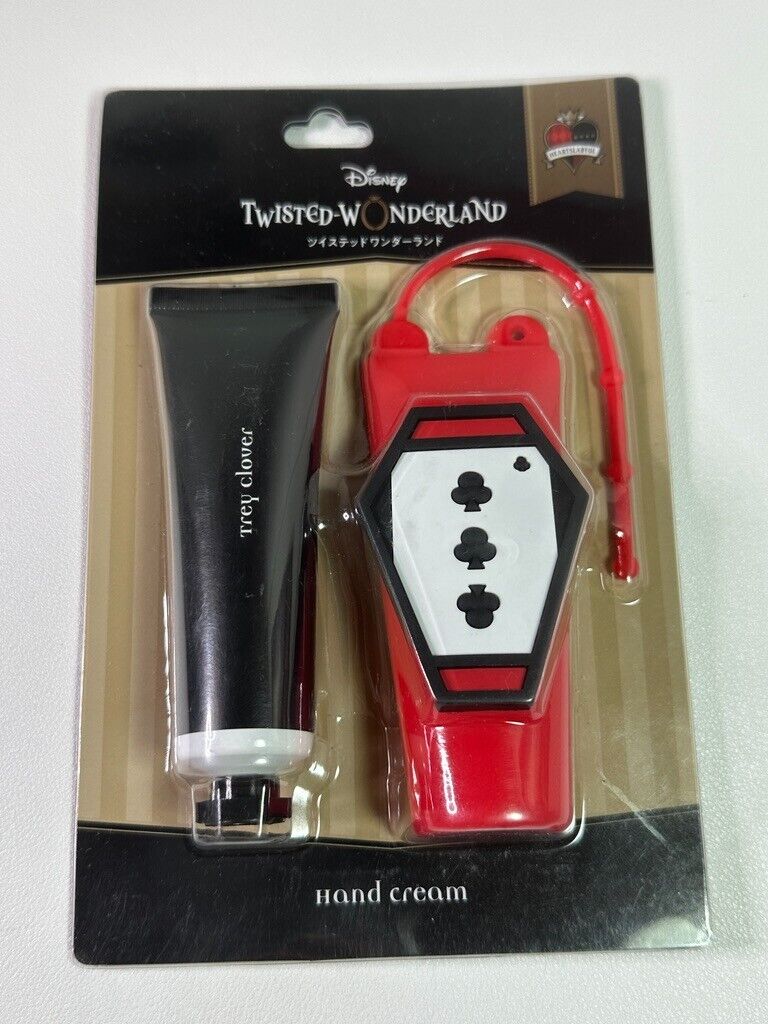 Disney
TWISTED-WONDERLAND
ツイステッドワンダーランド
HEARTSLABYUL
Trey Clover
Hand Cream